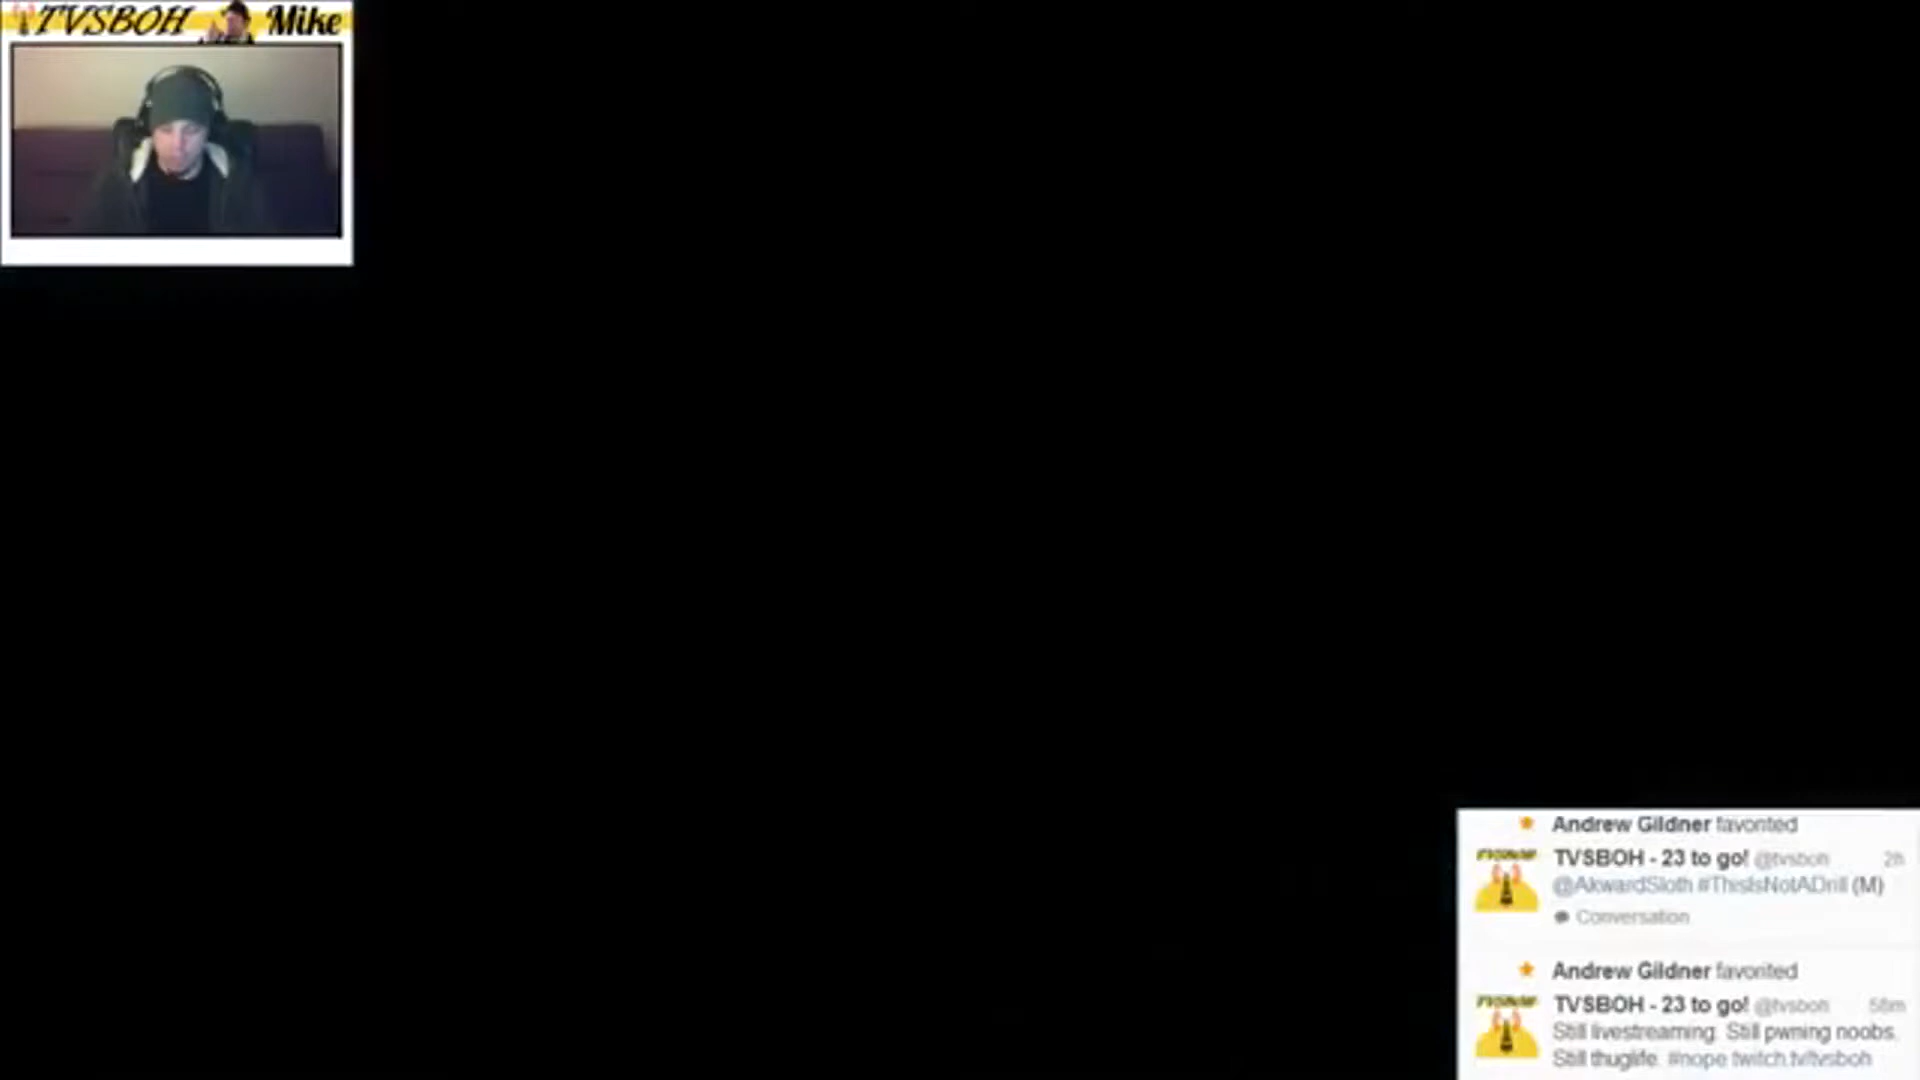 TVSBOH Mike
Andrew Gildner favorited
TVSBOH - 23 to go! @tvsboh 2h
@AkwardSloth #ThisIsNotADrill (M)
Conversation
Andrew Gildner favorited
TVSBOH - 23 to go! @tvsboh 58m
Still livestreaming. Still pwning noobs.
Still thuglife. #nope twitch.tv/tvsboh